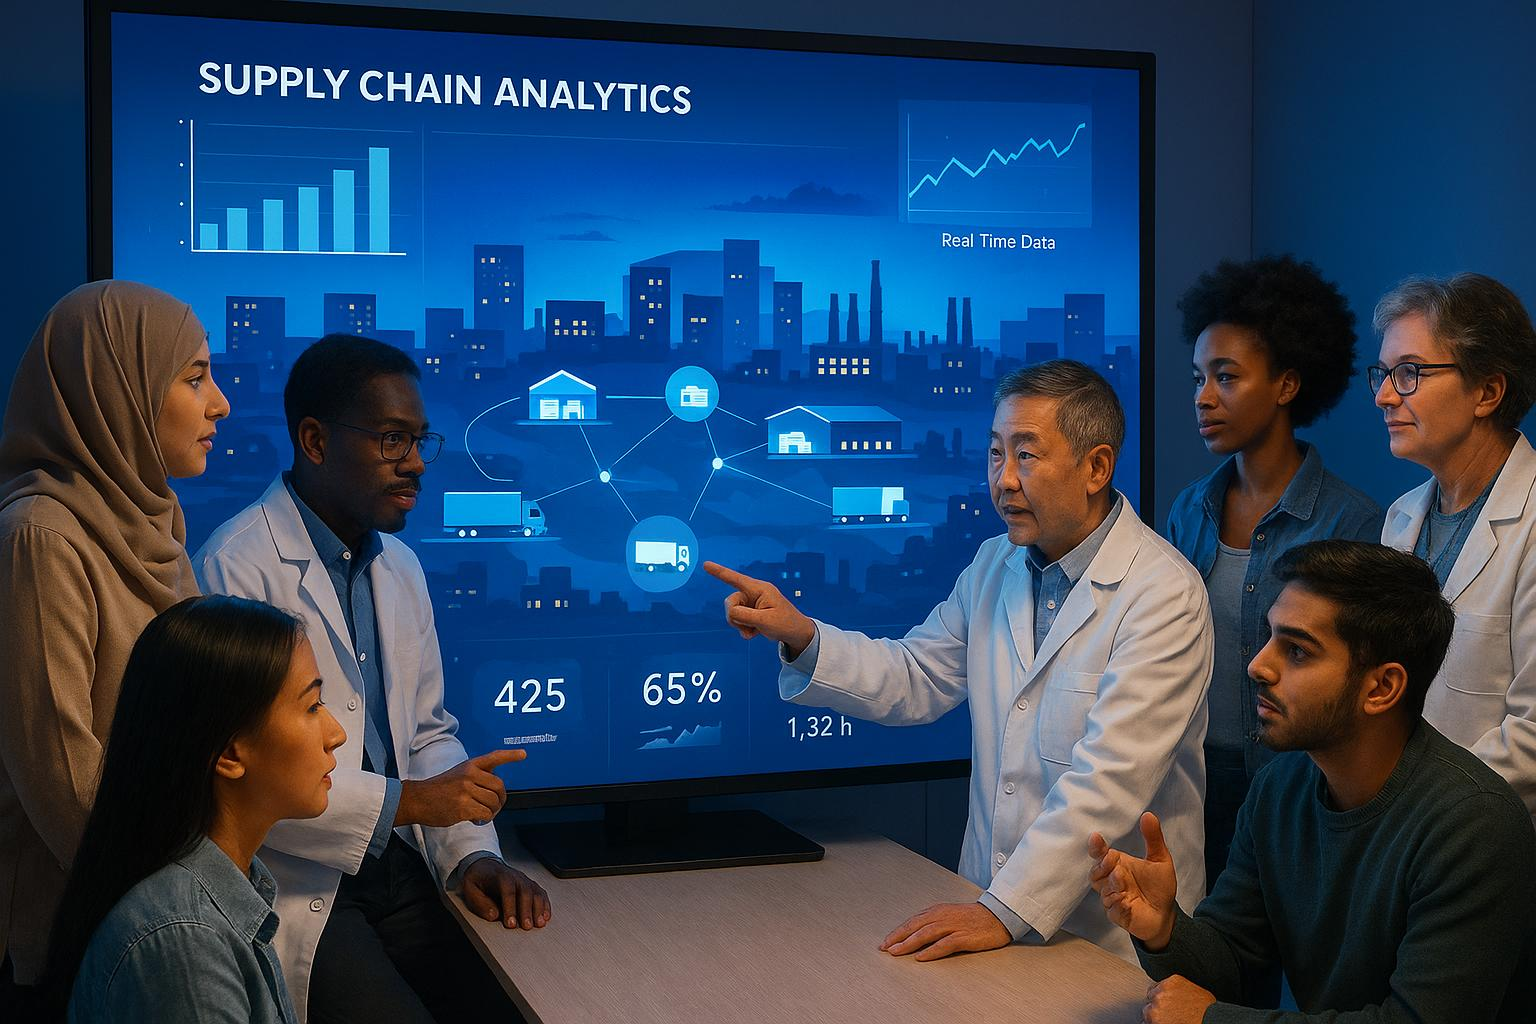 SUPPLY CHAIN ANALYTICS
Real Time Data
425
65%
1,32 h